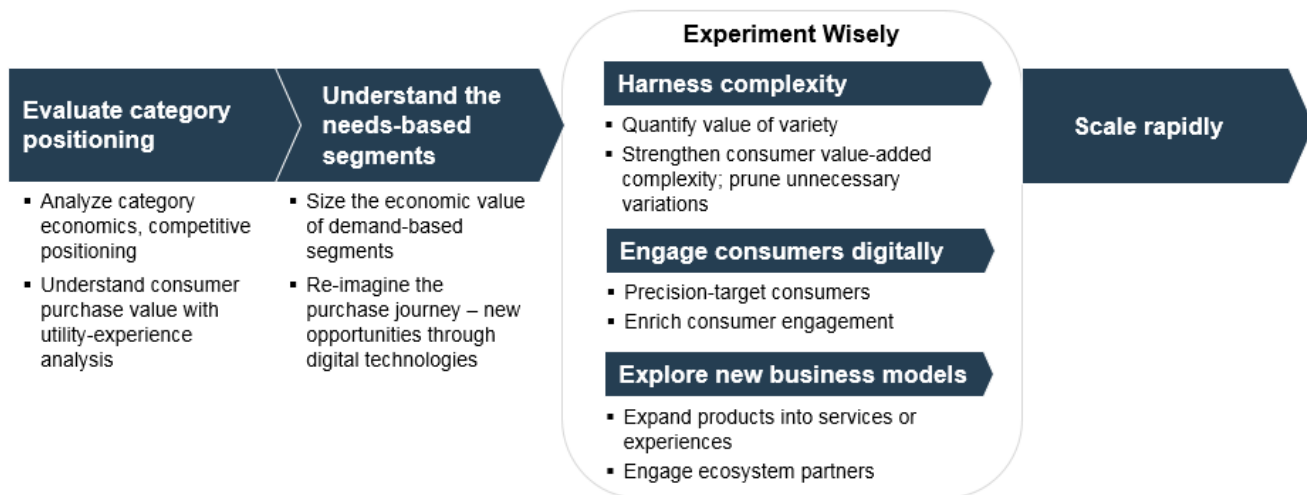 Evaluate category
positioning
▪ Analyze category
economics, competitive
positioning
▪ Understand consumer
purchase value with
utility-experience
analysis
Understand the
needs-based
segments
▪ Size the economic value
of demand-based
segments
▪ Re-imagine the
purchase journey – new
opportunities through
digital technologies
Experiment Wisely
Harness complexity
▪ Quantify value of variety
▪ Strengthen consumer value-added
complexity; prune unnecessary
variations
Engage consumers digitally
▪ Precision-target consumers
▪ Enrich consumer engagement
Explore new business models
▪ Expand products into services or
experiences
▪ Engage ecosystem partners
Scale rapidly